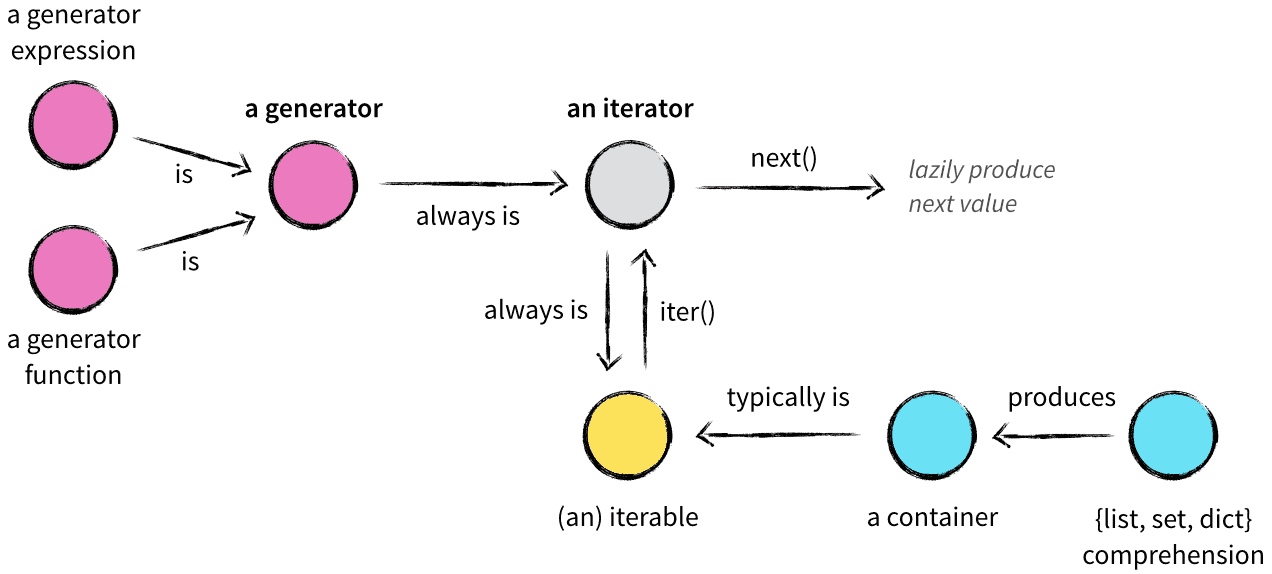 a generator
expression
is
a generator
function
is
a generator
always is
an iterator
next()
lazily produce
next value
always is
iter()
(an) iterable
typically is
a container
produces
{list, set, dict}
comprehension